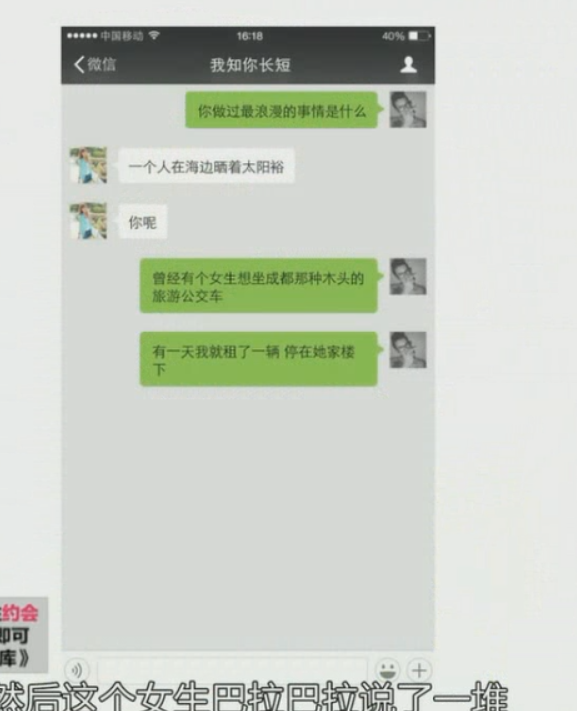 中国移动
16:18
40%
微信
我知你长短
你做过最浪漫的事情是什么
一个人在海边晒着太阳裕
你呢
曾经有个女生想坐成都那种木头的
旅游公交车
有一天我就租了一辆 停在她家楼
下
约会
即可
库》
然后这个女生巴拉巴拉说了一堆